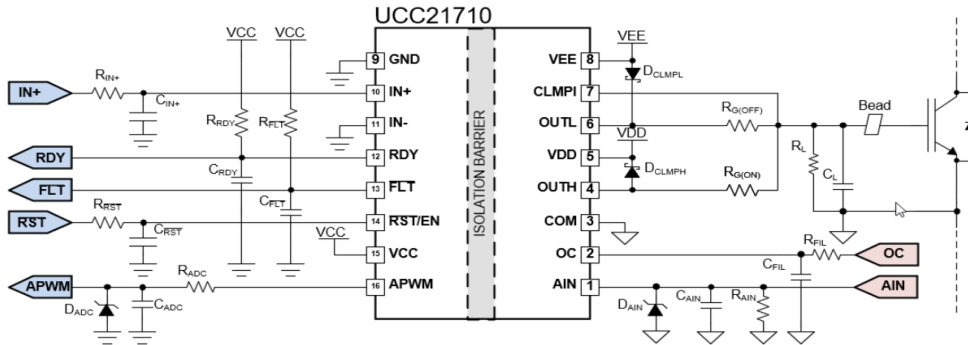 UCC21710
VCC
VCC
VEE
9
GND
VEE
8
DCLMPL
IN+
RIN+
CIN+
10
IN+
CLMPI
7
RRDY
RFLT
11
IN-
OUTL
6
RG(OFF)
Bead
VDD
RDY
12
RDY
VDD
5
DCLMPH
RL
CL
CRDY
FLT
13
FLT
OUTH
4
RG(ON)
CFLT
RST
RRST
CRST
14
RST/EN
COM
3
ISOLATION BARRIER
VCC
15
VCC
OC
2
CFIL
RFIL
OC
APWM
RADC
16
APWM
AIN
1
AIN
DADC
CADC
DAIN
CAIN
RAIN